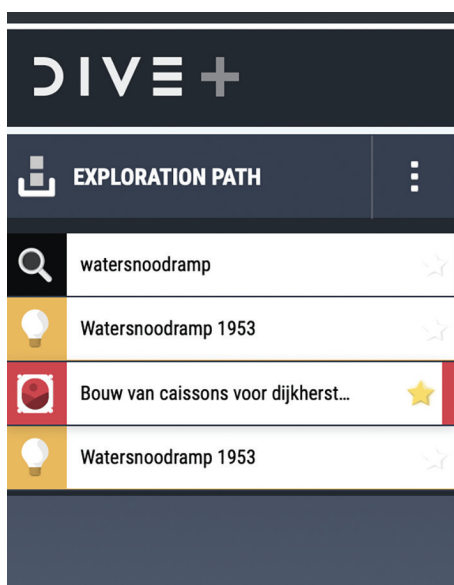 DIVE+
EXPLORATION PATH
watersnoodramp
Watersnoodramp 1953
Bouw van caissons voor dijkherst...
Watersnoodramp 1953